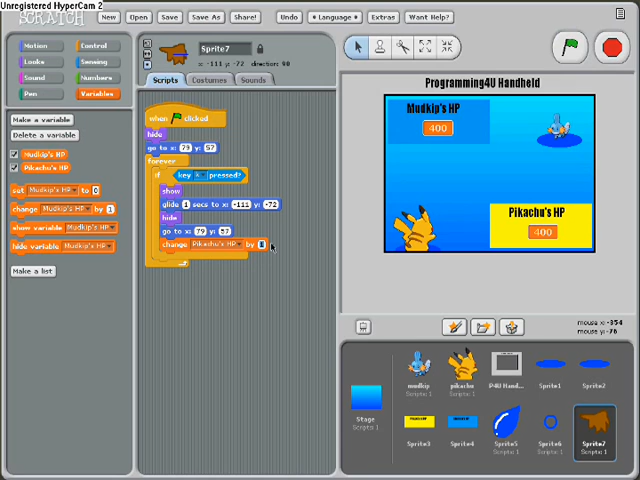 Unregistered HyperCam 2
SCRATCH
New Open Save Save As Share! Undo Language Extras Want Help?
Motion Control
Looks Sensing
Sound Numbers
Pen Variables
Make a variable
Delete a variable
Mudkip's HP
Pikachu's HP
set Mudkip's HP to 0
change Mudkip's HP by 1
show variable Mudkip's HP
hide variable Mudkip's HP
Make a list
Sprite7
x: -111 y: -72 direction: 90
Scripts Costumes Sounds
when clicked
hide
go to x: 79 y: 57
forever
if key k pressed?
show
glide 1 secs to x: -111 y: -72
hide
go to x: 79 y: 57
change Pikachu's HP by
Programming4U Handheld
Mudkip's HP
400
Pikachu's HP
400
mouse x: -354
mouse y: -76
Stage
Scripts: 1
mudkip
Scripts: 1
pikachu
Scripts: 1
P4U Hand...
Sprite1
Sprite2
Sprite3
Sprite4
Sprite5
Scripts: 1
Sprite6
Scripts: 1
Sprite7
Scripts: 1